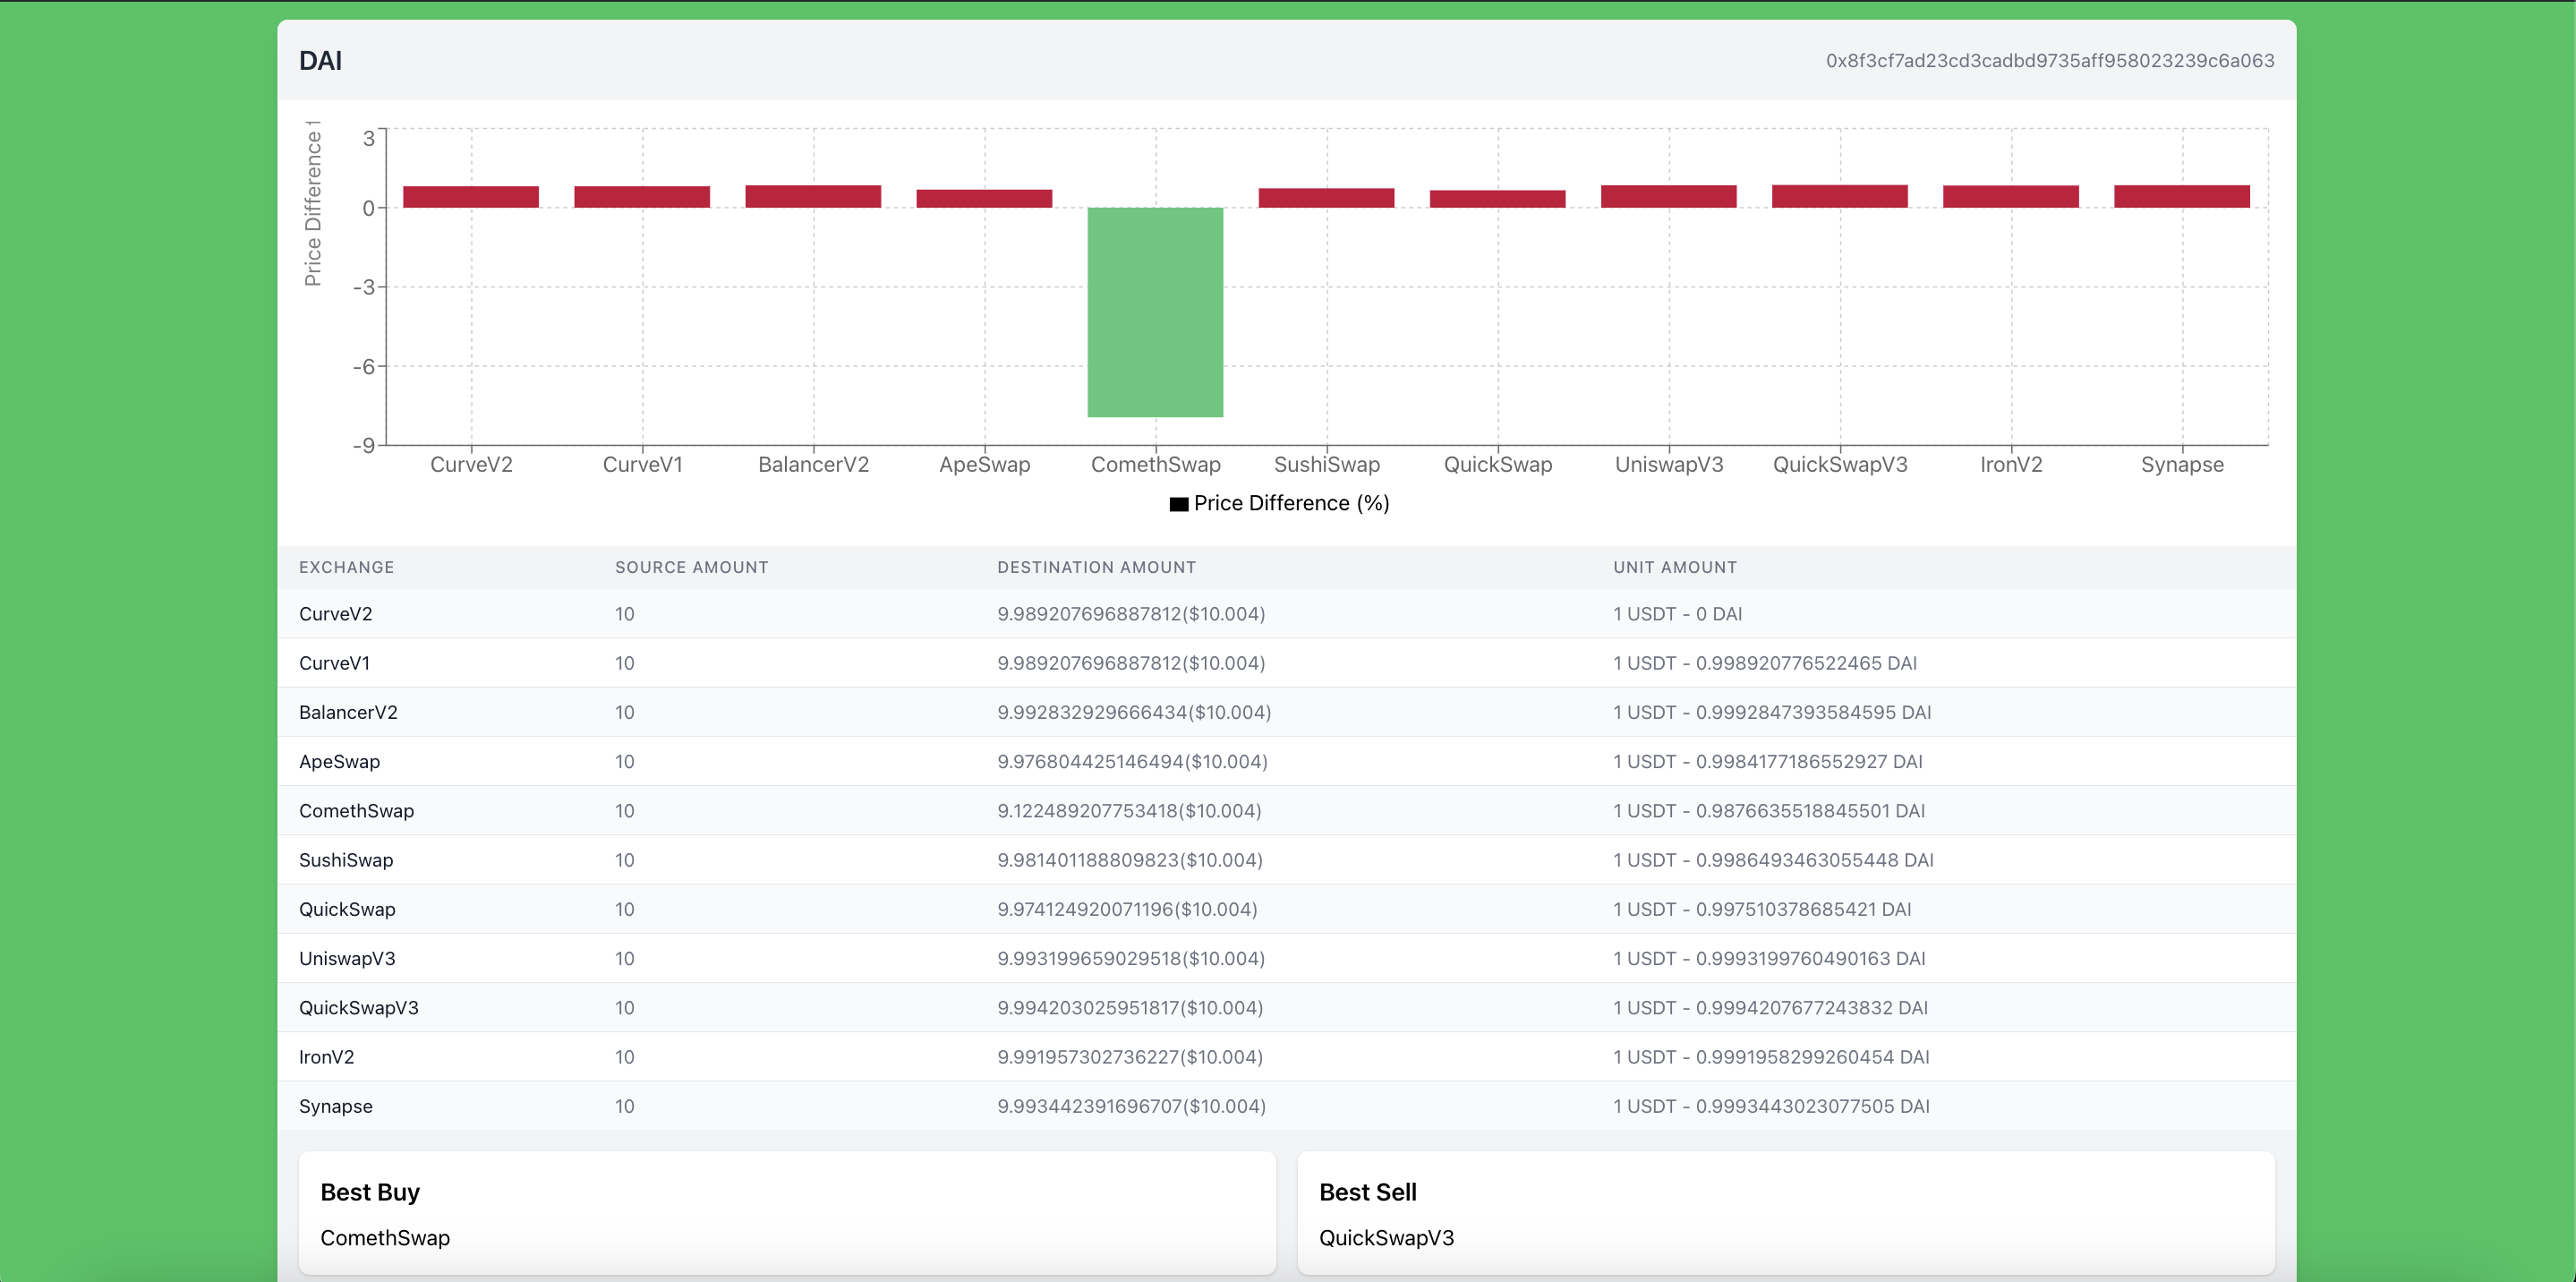 DAI 0x8f3cf7ad23cd3cadbd9735aff958023239c6a063
Price Difference
3
0
-3
-6
-9
CurveV2 CurveV1 BalancerV2 ApeSwap ComethSwap SushiSwap QuickSwap UniswapV3 QuickSwapV3 IronV2 Synapse
Price Difference (%)
EXCHANGE SOURCE AMOUNT DESTINATION AMOUNT UNIT AMOUNT
CurveV2 10 9.989207696887812($10.004) 1 USDT - 0 DAI
CurveV1 10 9.989207696887812($10.004) 1 USDT - 0.998920776522465 DAI
BalancerV2 10 9.992832929666434($10.004) 1 USDT - 0.9992847393584595 DAI
ApeSwap 10 9.976804425146494($10.004) 1 USDT - 0.9984177186552927 DAI
ComethSwap 10 9.122489207753418($10.004) 1 USDT - 0.9876635518845501 DAI
SushiSwap 10 9.981401188809823($10.004) 1 USDT - 0.9986493463055448 DAI
QuickSwap 10 9.974124920071196($10.004) 1 USDT - 0.997510378685421 DAI
UniswapV3 10 9.993199659029518($10.004) 1 USDT - 0.9993199760490163 DAI
QuickSwapV3 10 9.994203025951817($10.004) 1 USDT - 0.9994207677243832 DAI
IronV2 10 9.991957302736227($10.004) 1 USDT - 0.9991958299260454 DAI
Synapse 10 9.993442391696707($10.004) 1 USDT - 0.9993443023077505 DAI
Best Buy Best Sell
ComethSwap QuickSwapV3